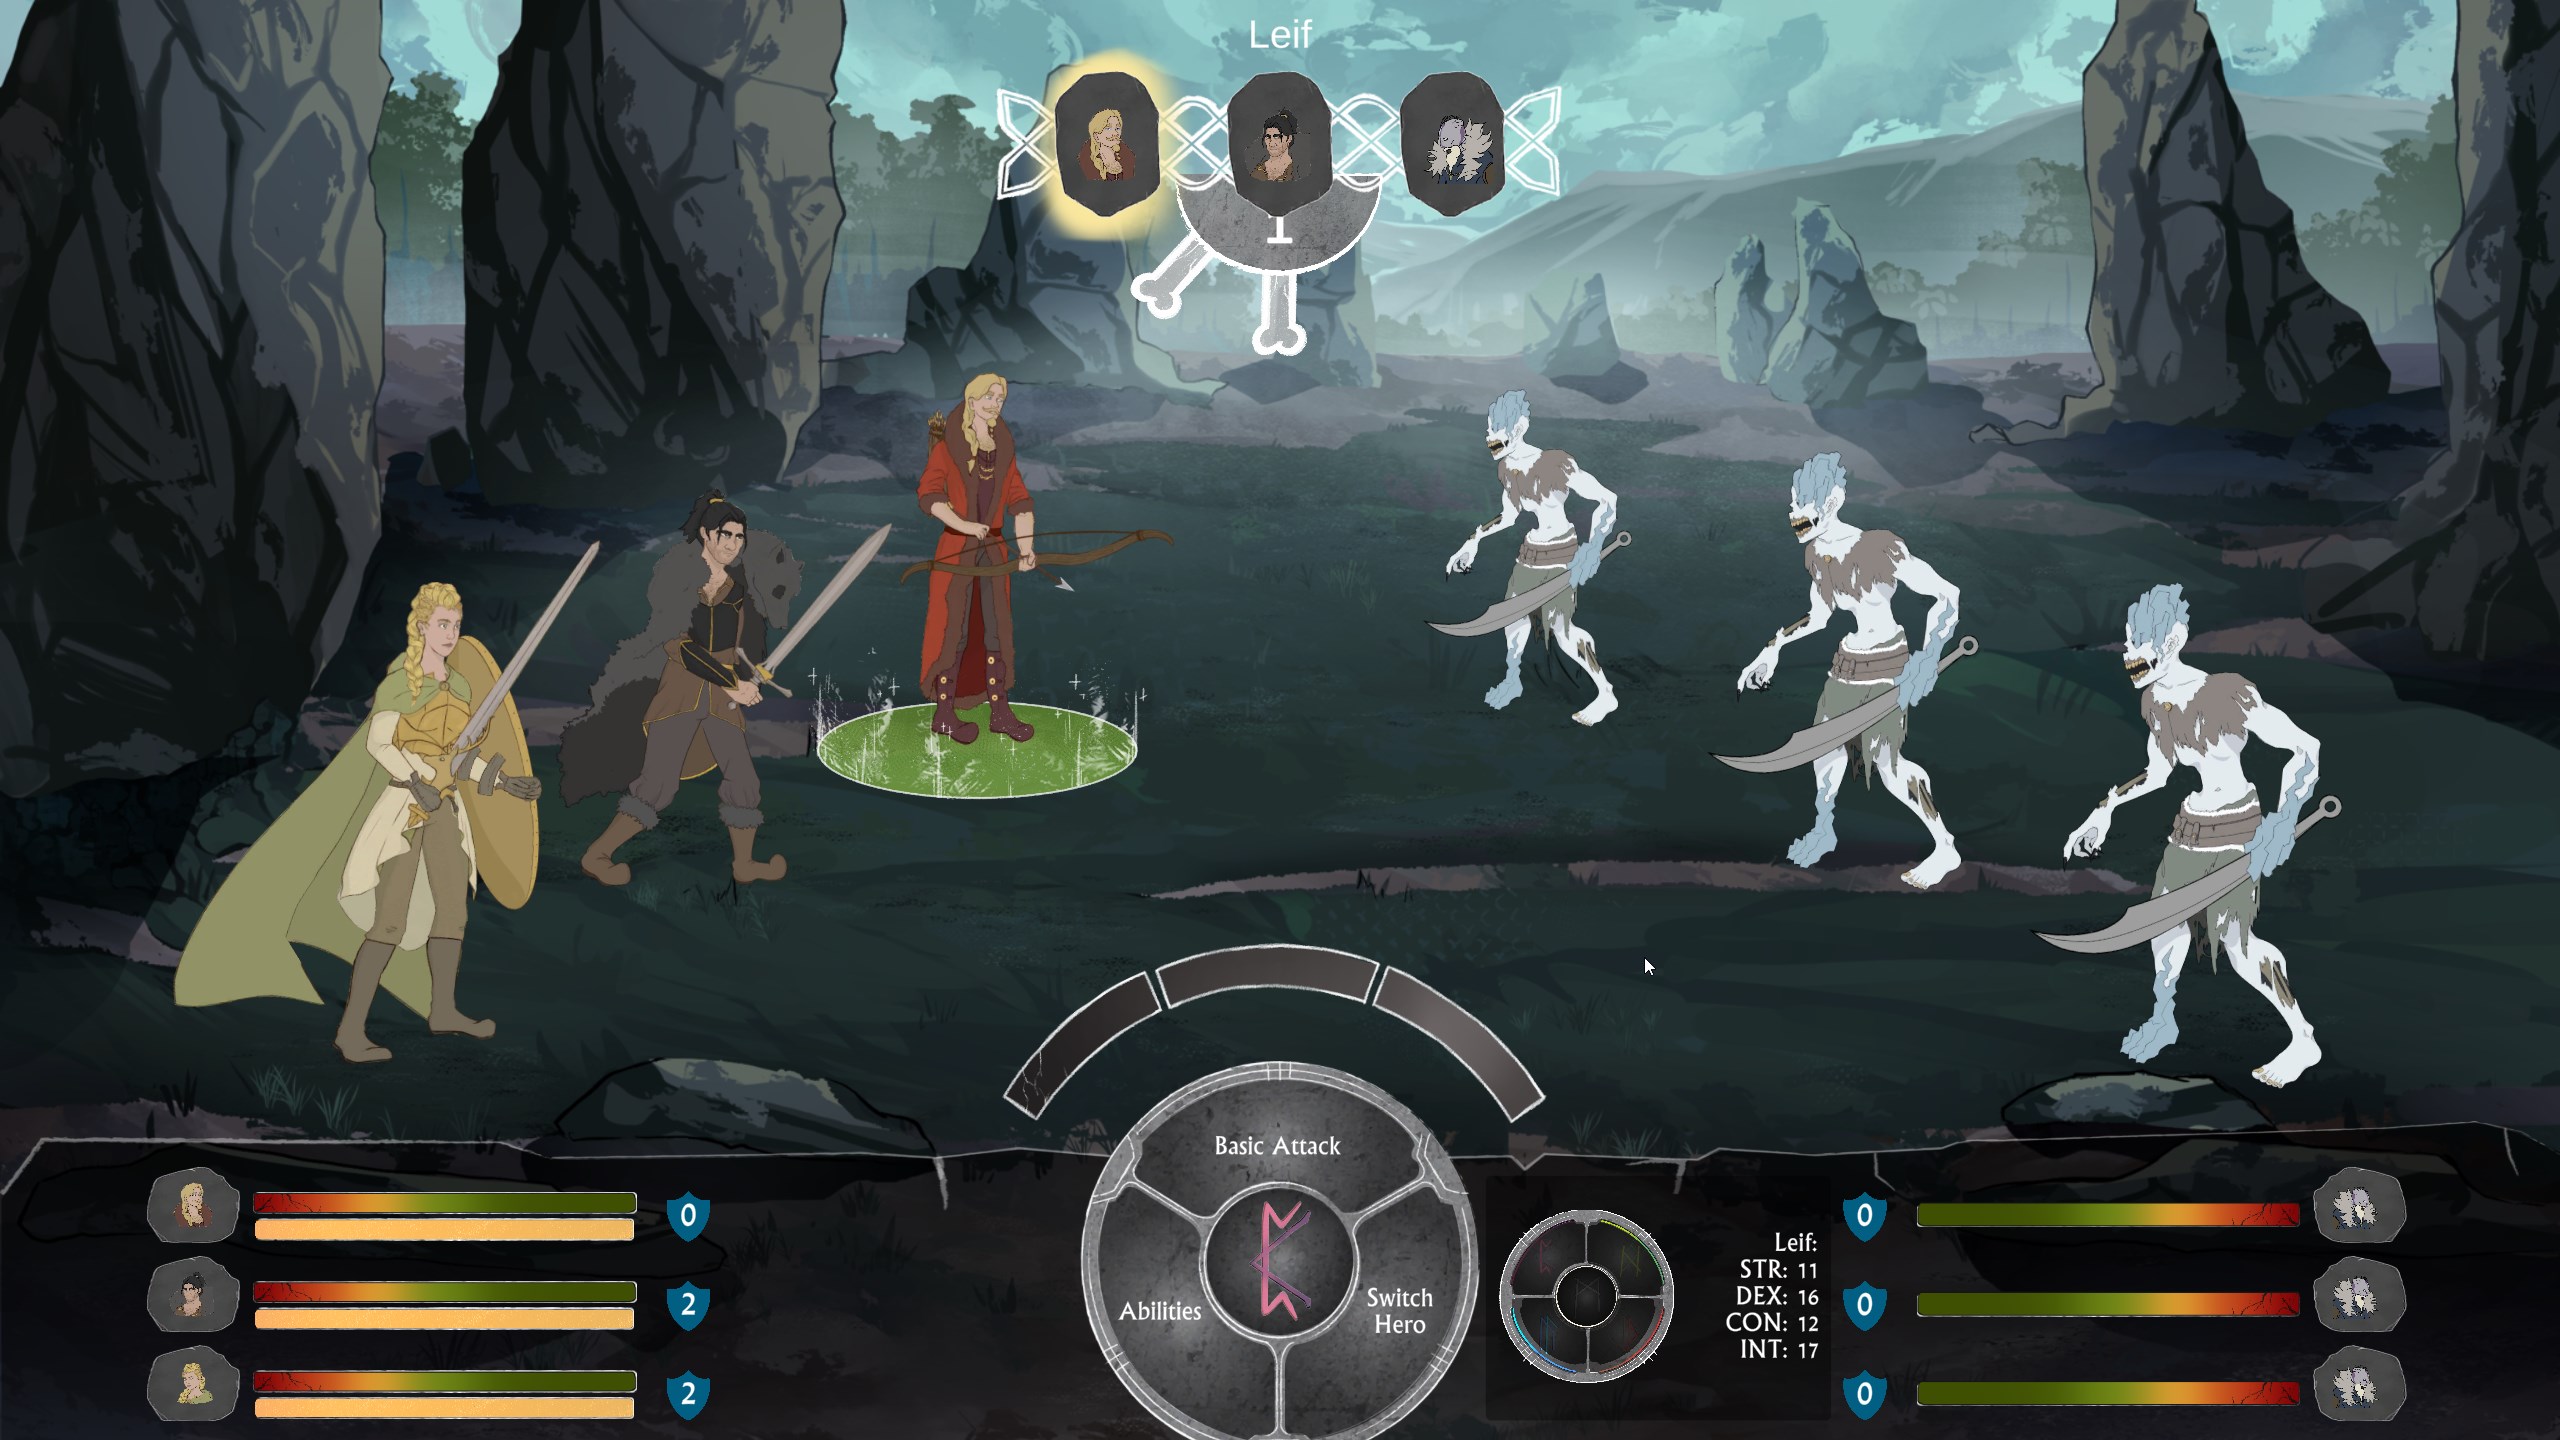 Leif
1
Basic Attack
Abilities
Switch
Hero
0
2
2
Leif:
STR: 11
DEX: 16
CON: 12
INT: 17
0
0
0